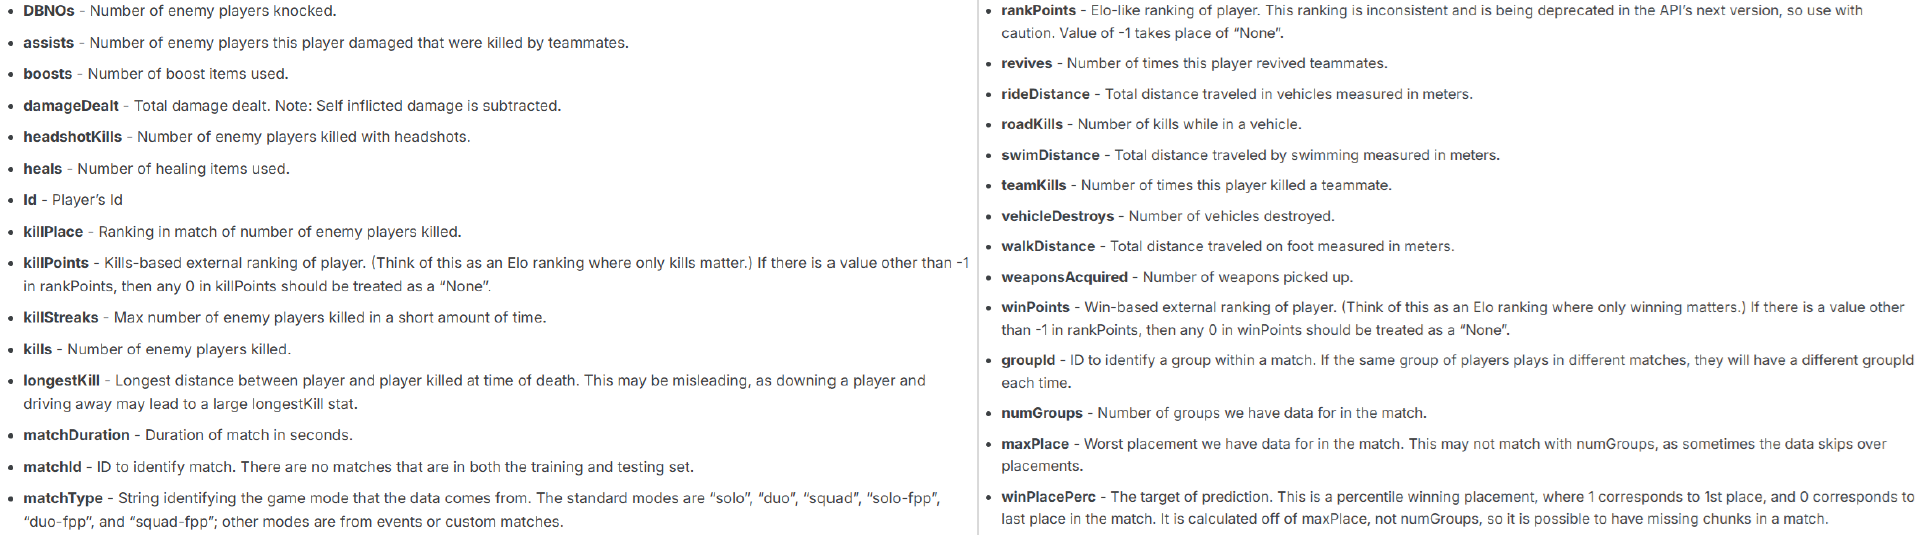 • DBNOs - Number of enemy players knocked.
• assists - Number of enemy players this player damaged that were killed by teammates.
• boosts - Number of boost items used.
• damageDealt - Total damage dealt. Note: Self inflicted damage is subtracted.
• headshotKills - Number of enemy players killed with headshots.
• heals - Number of healing items used.
• Id - Player’s Id
• killPlace - Ranking in match of number of enemy players killed.
• killPoints - Kills-based external ranking of player. (Think of this as an Elo ranking where only kills matter.) If there is a value other than -1
in rankPoints, then any 0 in killPoints should be treated as a “None”.
• killStreaks - Max number of enemy players killed in a short amount of time.
• kills - Number of enemy players killed.
• longestKill - Longest distance between player and player killed at time of death. This may be misleading, as downing a player and
driving away may lead to a large longestKill stat.
• matchDuration - Duration of match in seconds.
• matchId - ID to identify match. There are no matches that are in both the training and testing set.
• matchType - String identifying the game mode that the data comes from. The standard modes are “solo”, “duo”, “squad”, “solo-fpp”,
“duo-fpp”, and “squad-fpp”; other modes are from events or custom matches.
• rankPoints - Elo-like ranking of player. This ranking is inconsistent and is being deprecated in the API’s next version, so use with
caution. Value of -1 takes place of “None”.
• revives - Number of times this player revived teammates.
• rideDistance - Total distance traveled in vehicles measured in meters.
• roadKills - Number of kills while in a vehicle.
• swimDistance - Total distance traveled by swimming measured in meters.
• teamKills - Number of times this player killed a teammate.
• vehicleDestroys - Number of vehicles destroyed.
• walkDistance - Total distance traveled on foot measured in meters.
• weaponsAcquired - Number of weapons picked up.
• winPoints - Win-based external ranking of player. (Think of this as an Elo ranking where only winning matters.) If there is a value other
than -1 in rankPoints, then any 0 in winPoints should be treated as a “None”.
• groupId - ID to identify a group within a match. If the same group of players plays in different matches, they will have a different groupId
each time.
• numGroups - Number of groups we have data for in the match.
• maxPlace - Worst placement we have data for in the match. This may not match with numGroups, as sometimes the data skips over
placements.
• winPlacePerc - The target of prediction. This is a percentile winning placement, where 1 corresponds to 1st place, and 0 corresponds to
last place in the match. It is calculated off of maxPlace, not numGroups, so it is possible to have missing chunks in a match.